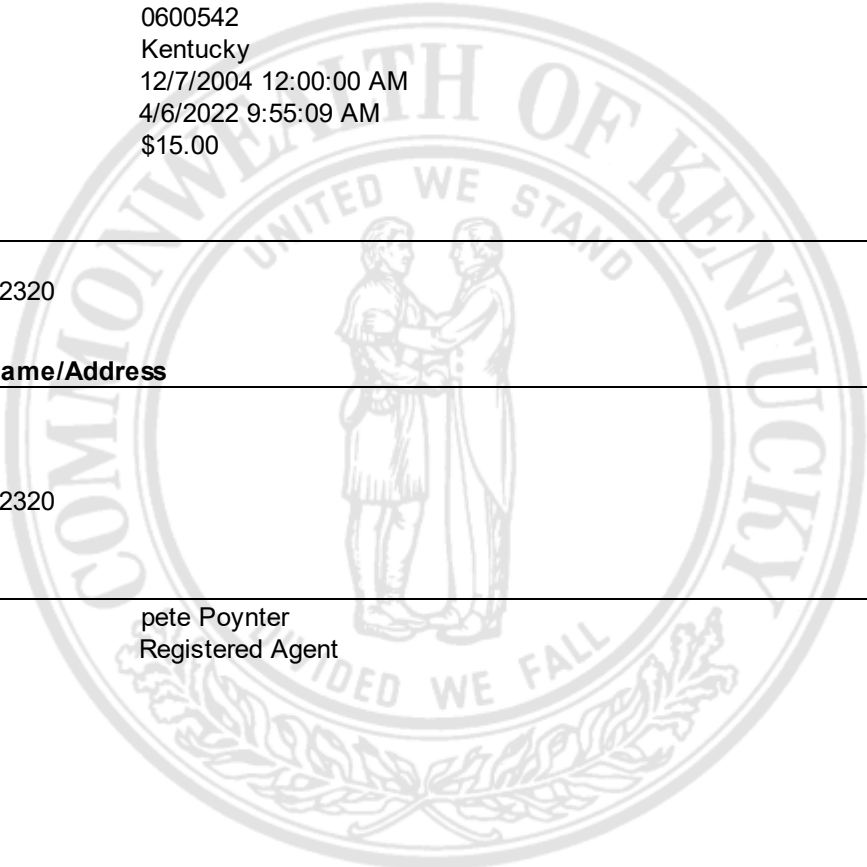 0600542
Kentucky
12/7/2004 12:00:00 AM
4/6/2022 9:55:09 AM
$15.00
COMMONWEALTH OF KENTUCKY
UNITED WE STAND
2320
ame/Address
2320
pete Poynter
Registered Agent
DIVIDED WE FALL